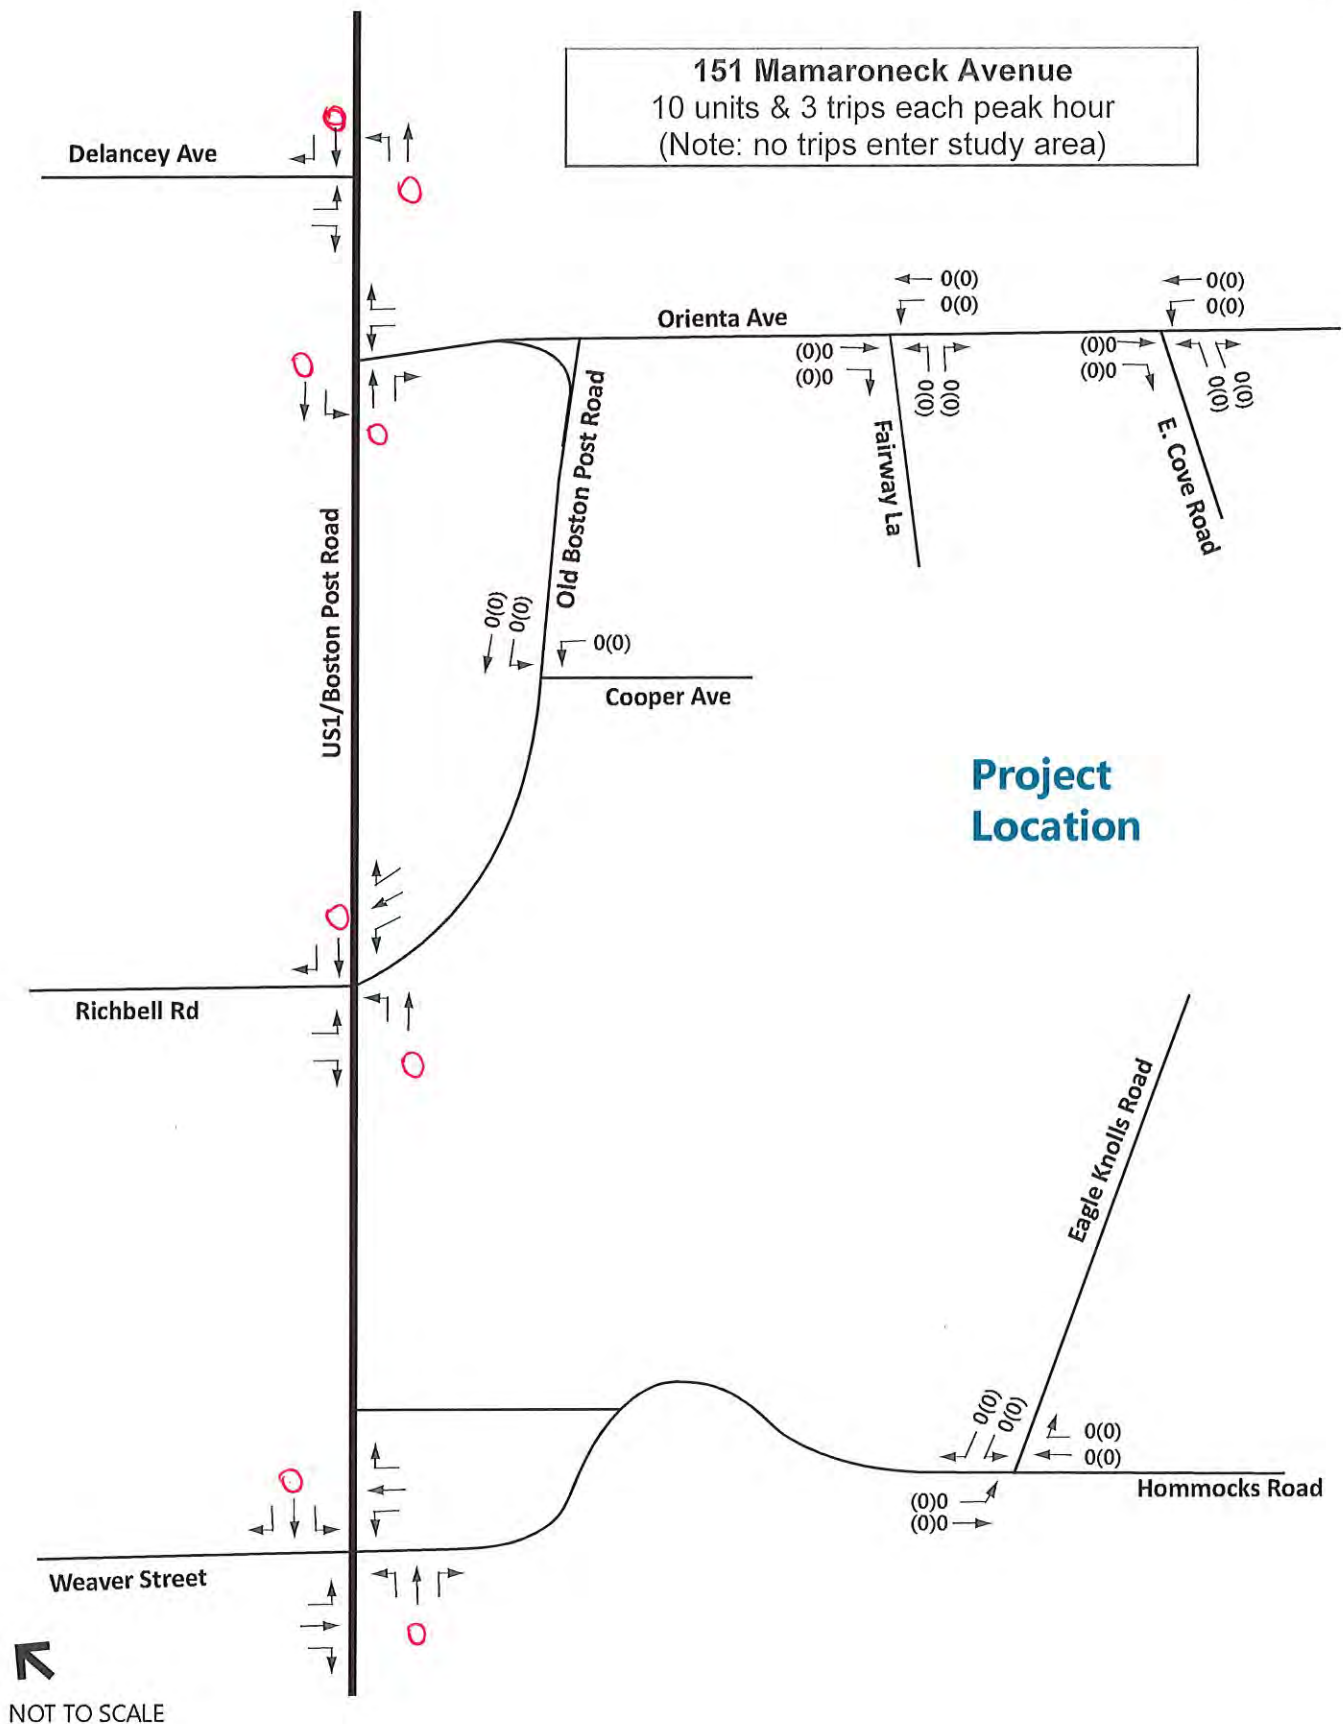 151 Mamaroneck Avenue
10 units & 3 trips each peak hour
(Note: no trips enter study area)
0
Delancey Ave
0
0(0)
0(0)
0(0)
0(0)
Orienta Ave
(0)0
(0)0
0(0)
0(0)
(0)0
(0)0
0(0)
0(0)
0
0
Old Boston Post Road
Fairway La
E. Cove Road
US1/Boston Post Road
0(0)
0(0)
0(0)
Cooper Ave
Project
Location
0
Richbell Rd
0
Eagle Knolls Road
0(0)
0(0)
0(0)
0(0)
0
Hommocks Road
(0)0
(0)0
Weaver Street
0
NOT TO SCALE